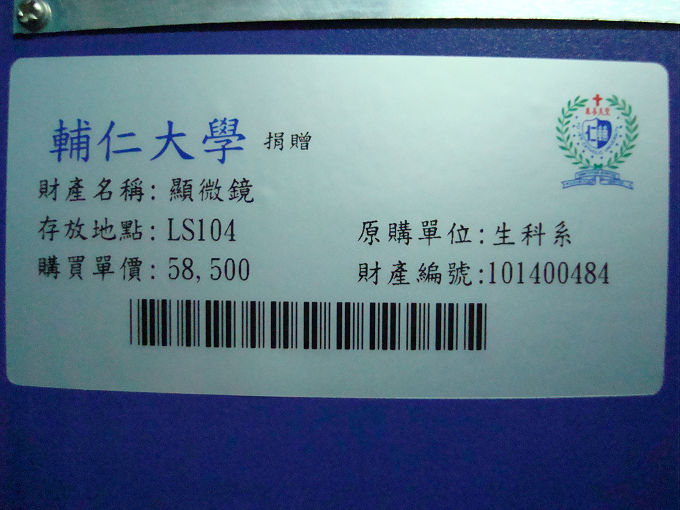 輔仁大學 捐贈
財產名稱: 顯微鏡
存放地點: LS104 原購單位: 生科系
購買單價: 58,500 財產編號:101400484